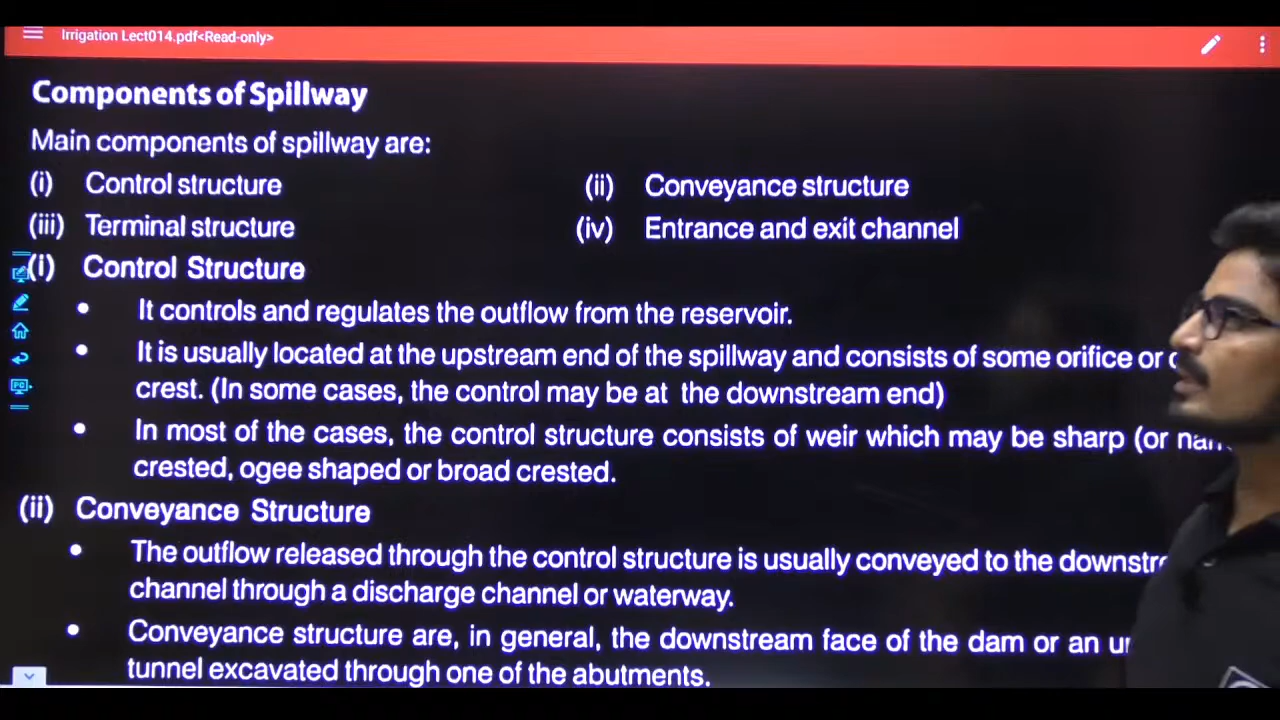 Irrigation Lect014.pdf<Read-only>
Components of Spillway
Main components of spillway are:
(i) Control structure (ii) Conveyance structure
(iii) Terminal structure (iv) Entrance and exit channel
(i) Control Structure
• It controls and regulates the outflow from the reservoir.
• It is usually located at the upstream end of the spillway and consists of some orifice or
crest. (In some cases, the control may be at the downstream end)
• In most of the cases, the control structure consists of weir which may be sharp (or
crested, ogee shaped or broad crested.
(ii) Conveyance Structure
• The outflow released through the control structure is usually conveyed to the
channel through a discharge channel or waterway.
• Conveyance structure are, in general, the downstream face of the dam or an
tunnel excavated through one of the abutments.
PC